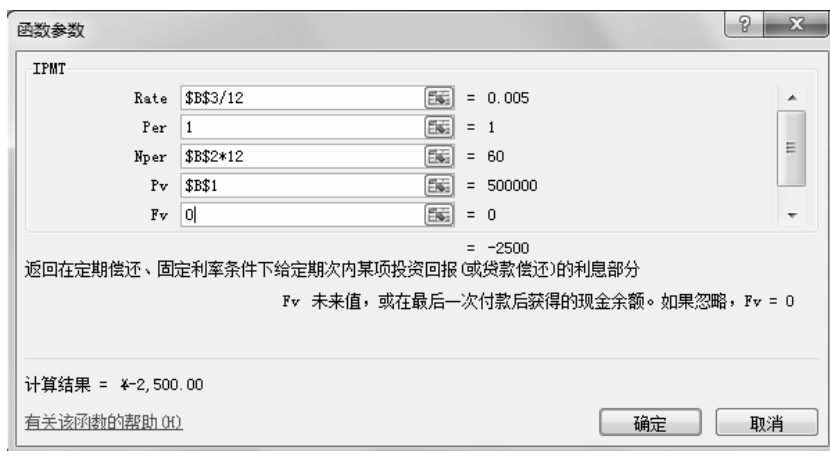 函数参数
IPMT
Rate $B$3/12 = 0.005
Per 1 = 1
Nper $B$2*12 = 60
Pv $B$1 = 500000
Fv 0 = 0
= -2500
返回在定期偿还、固定利率条件下给定期次内某项投资回报(或贷款偿还)的利息部分
Fv 未来值，或在最后一次付款后获得的现金余额。如果忽略，Fv = 0
计算结果 = ¥-2,500.00
有关该函数的帮助(H)
确定 取消